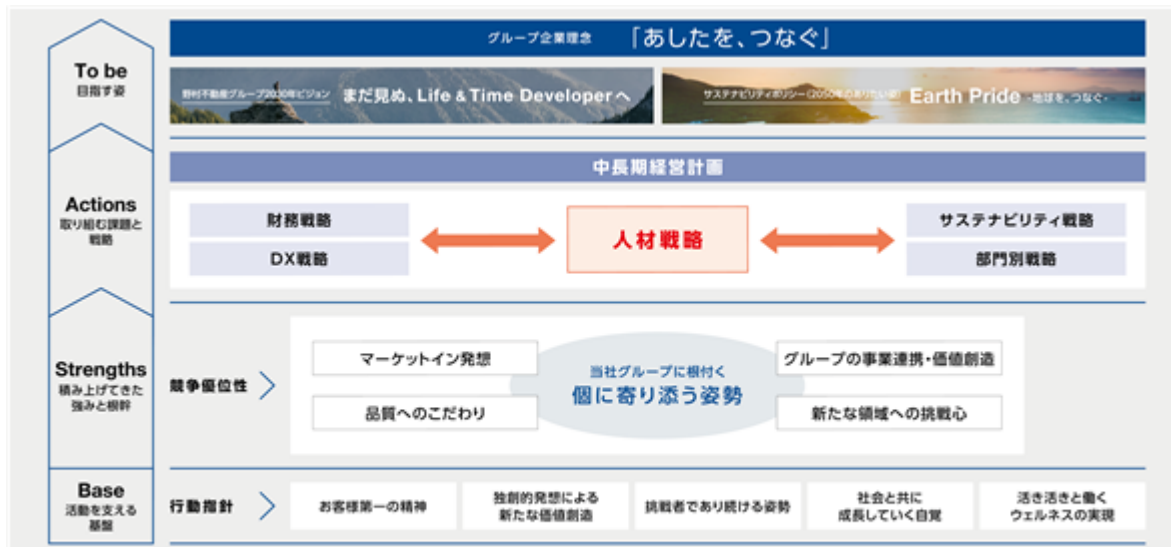 グループ企業理念 「あしたを、つなぐ」
To be
目指す姿
野村不動産グループ2030年ビジョン まだ見ぬ、Life & Time Developerへ
サステナビリティポリシー(2050年のありたい姿) Earth Pride -地球を、つなぐ-
中長期経営計画
Actions
取り組む課題と
戦略
財務戦略
DX戦略
人材戦略
サステナビリティ戦略
部門別戦略
Strengths
積み上げてきた
強みと根幹
競争優位性
マーケットイン発想
品質へのこだわり
当社グループに根付く
個に寄り添う姿勢
グループの事業連携・価値創造
新たな領域への挑戦心
Base
活動を支える
基盤
行動指針
お客様第一の精神
独創的発想による
新たな価値創造
挑戦者であり続ける姿勢
社会と共に
成長していく自覚
活き活きと働く
ウェルネスの実現